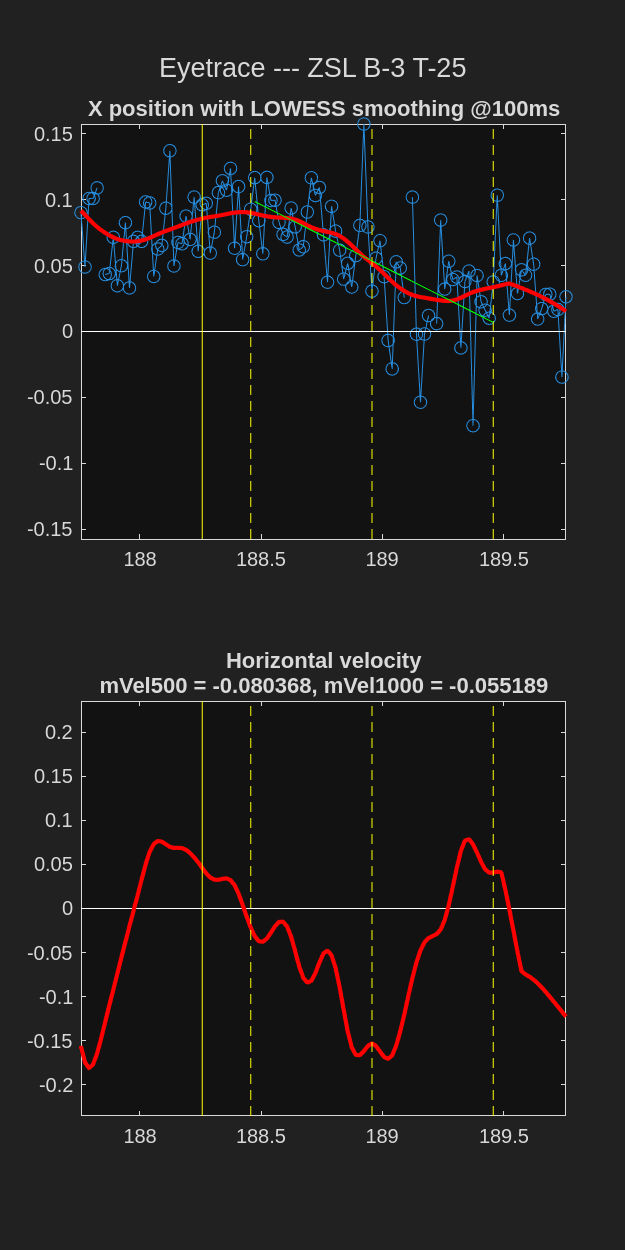 Eyetrace --- ZSL B-3 T-25
X position with LOWESS smoothing @100ms
0.15
0.1
0.05
0
-0.05
-0.1
-0.15
188 188.5 189 189.5
Horizontal velocity
mVel500 = -0.080368, mVel1000 = -0.055189
0.2
0.15
0.1
0.05
0
-0.05
-0.1
-0.15
-0.2
188 188.5 189 189.5